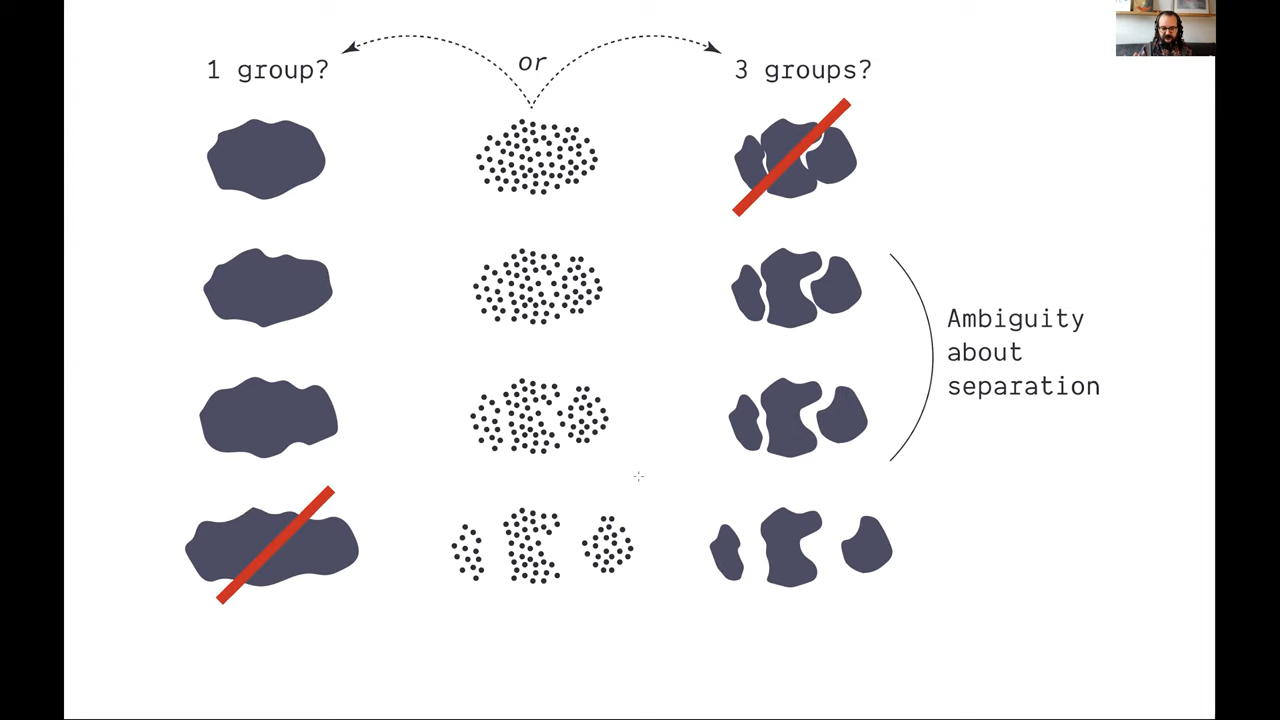 1 group?
or
3 groups?
Ambiguity
about
separation